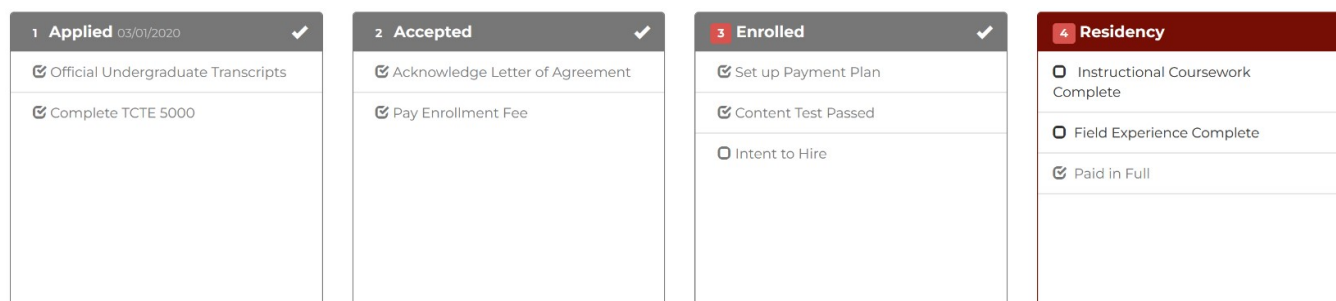 1 Applied 03/01/2020
Official Undergraduate Transcripts
Complete TCTE 5000
2 Accepted
Acknowledge Letter of Agreement
Pay Enrollment Fee
3 Enrolled
Set up Payment Plan
Content Test Passed
Intent to Hire
4 Residency
Instructional Coursework
Complete
Field Experience Complete
Paid in Full